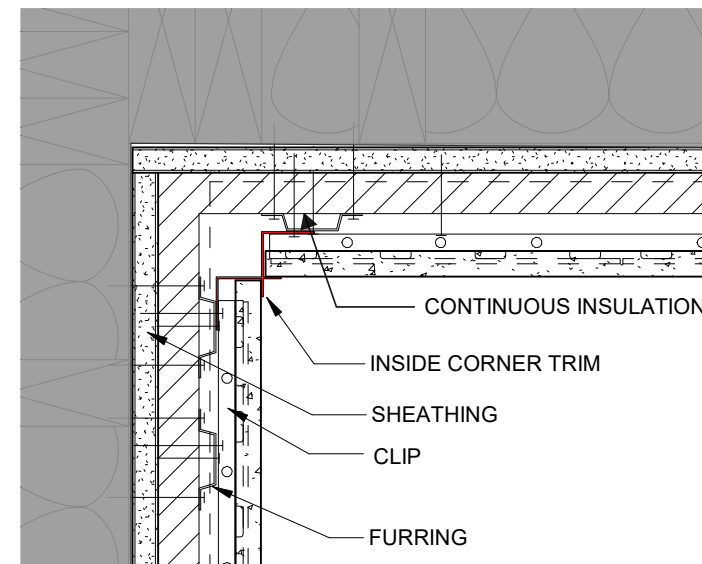 CONTINUOUS INSULATION
INSIDE CORNER TRIM
SHEATHING
CLIP
FURRING